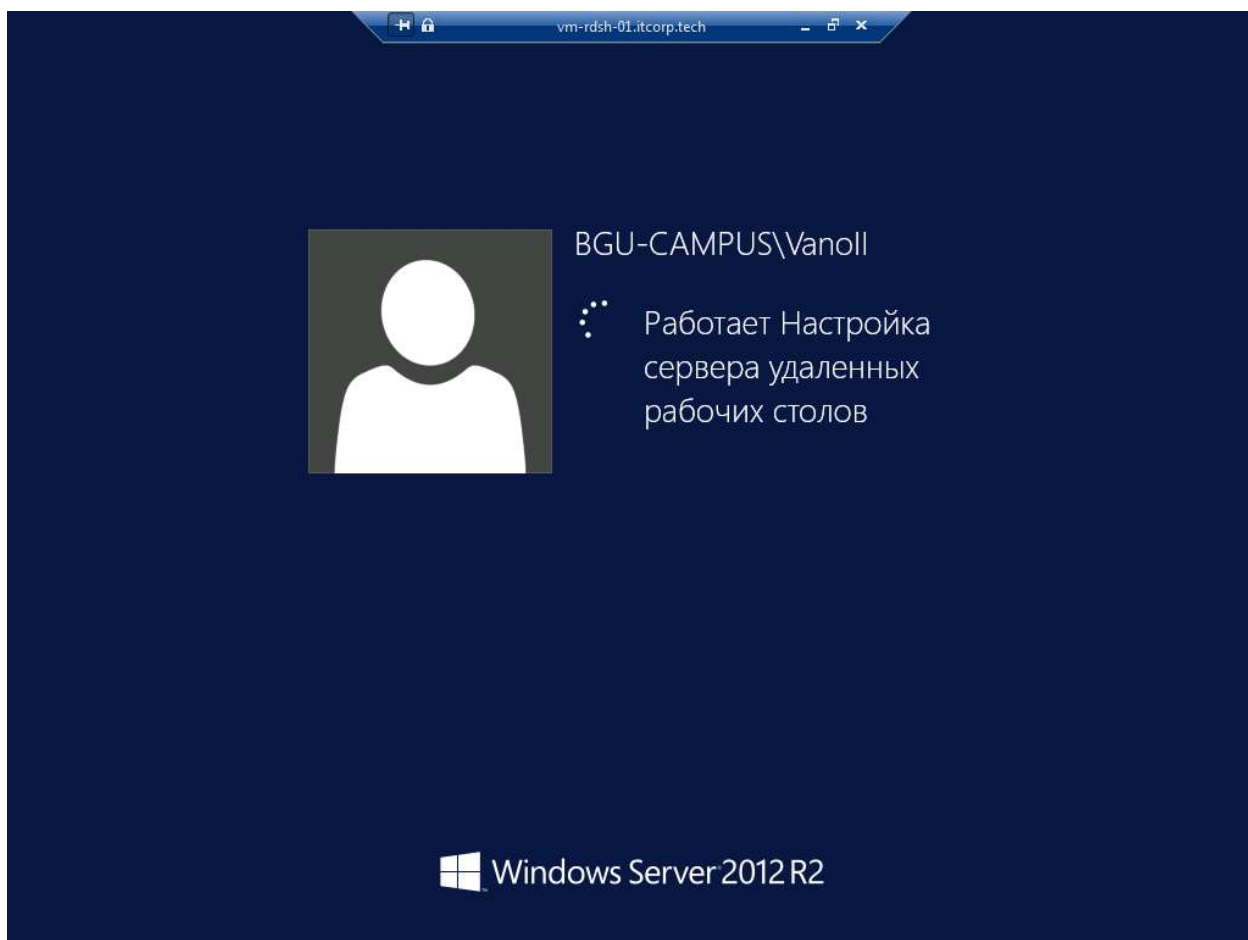 vm-rdsh-01.itcorp.tech
BGU-CAMPUS\Vanoll
Работает Настройка
сервера удаленных
рабочих столов
Windows Server 2012 R2